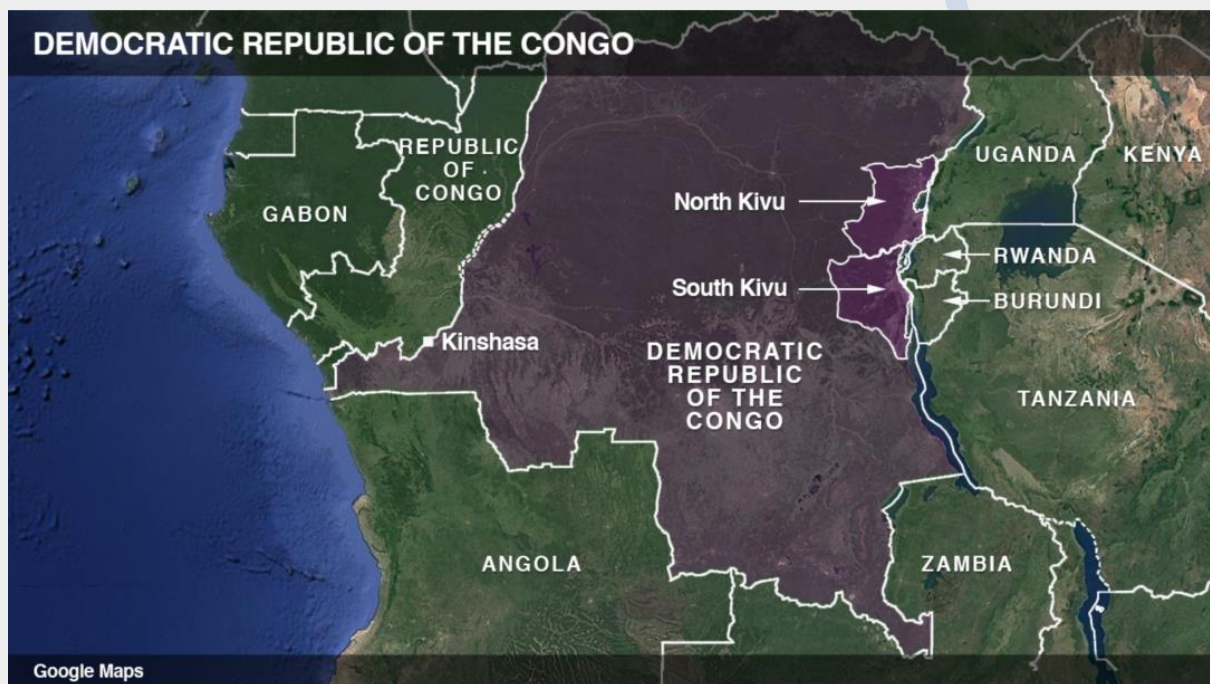 DEMOCRATIC REPUBLIC OF THE CONGO
REPUBLIC
OF
CONGO
GABON
UGANDA
KENYA
North Kivu
RWANDA
South Kivu
BURUNDI
Kinshasa
DEMOCRATIC
REPUBLIC
OF THE
CONGO
TANZANIA
ANGOLA
ZAMBIA
Google Maps